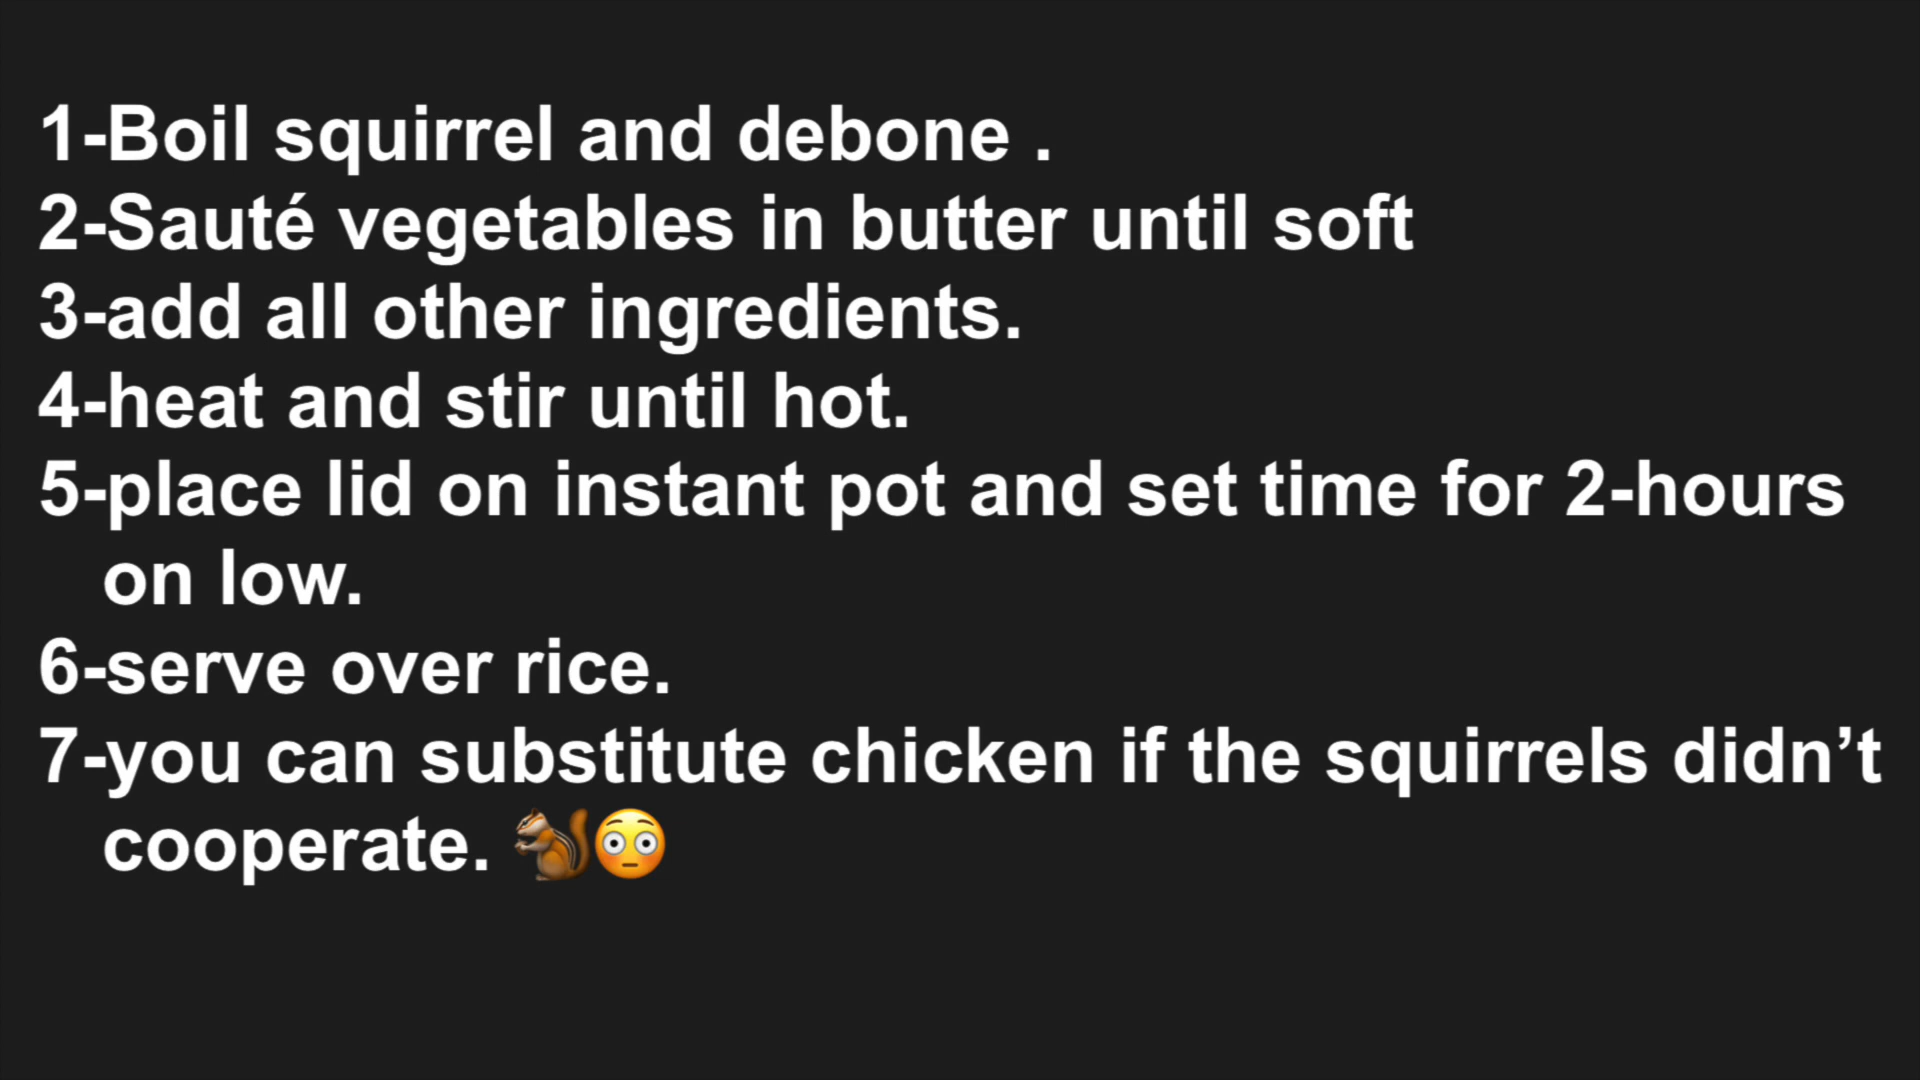 1-Boil squirrel and debone .
2-Sauté vegetables in butter until soft
3-add all other ingredients.
4-heat and stir until hot.
5-place lid on instant pot and set time for 2-hours
on low.
6-serve over rice.
7-you can substitute chicken if the squirrels didn’t
cooperate. 🐿️😳